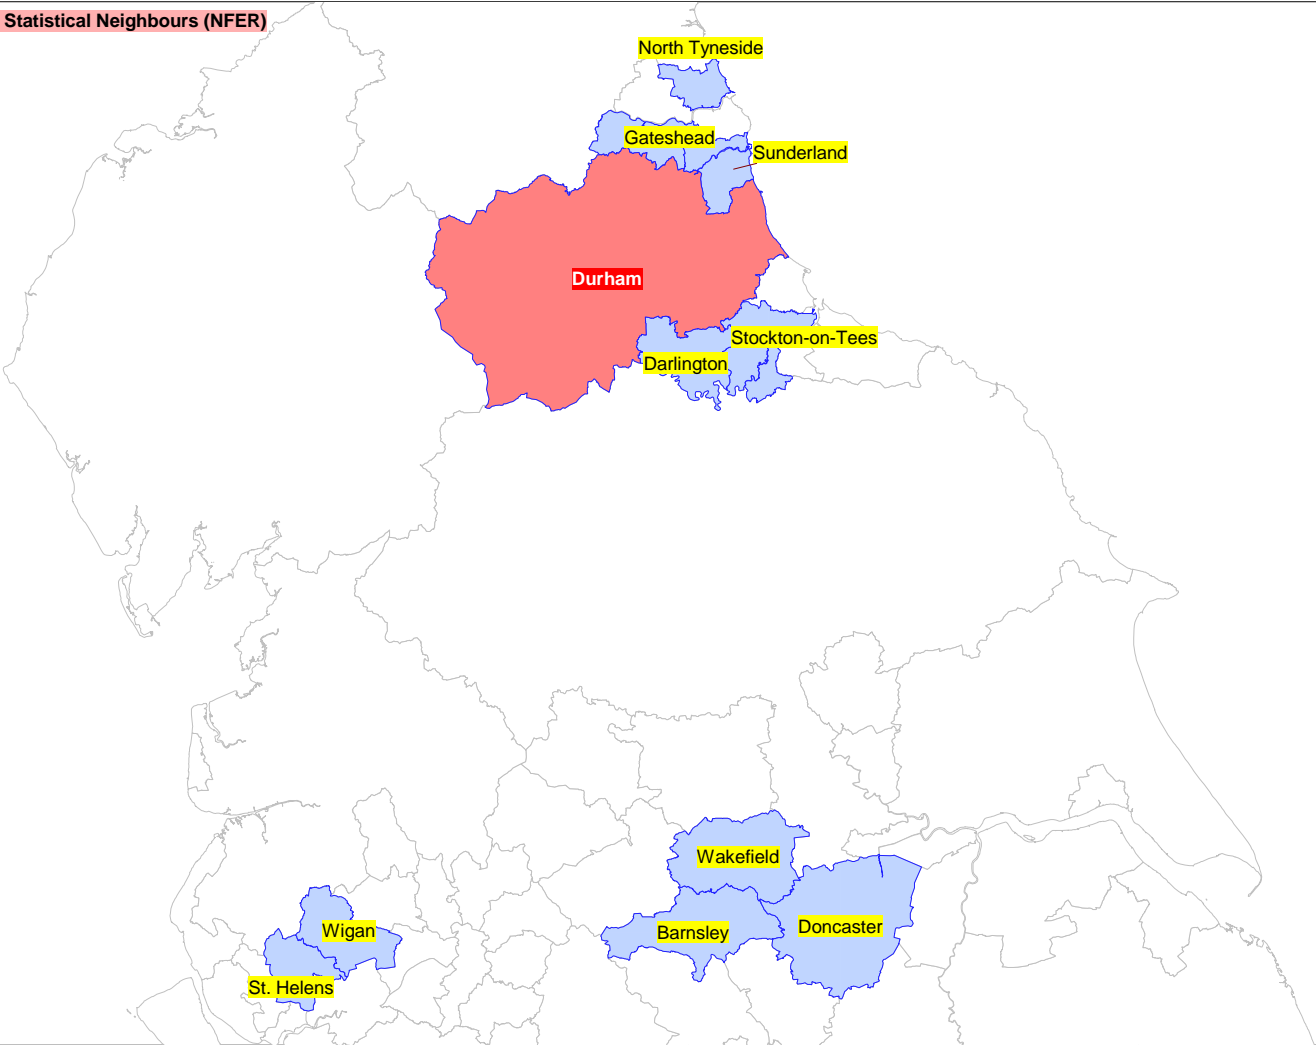 Statistical Neighbours (NFER)
North Tyneside
Gateshead
Sunderland
Durham
Stockton-on-Tees
Darlington
Wakefield
Wigan
Barnsley
Doncaster
St. Helens